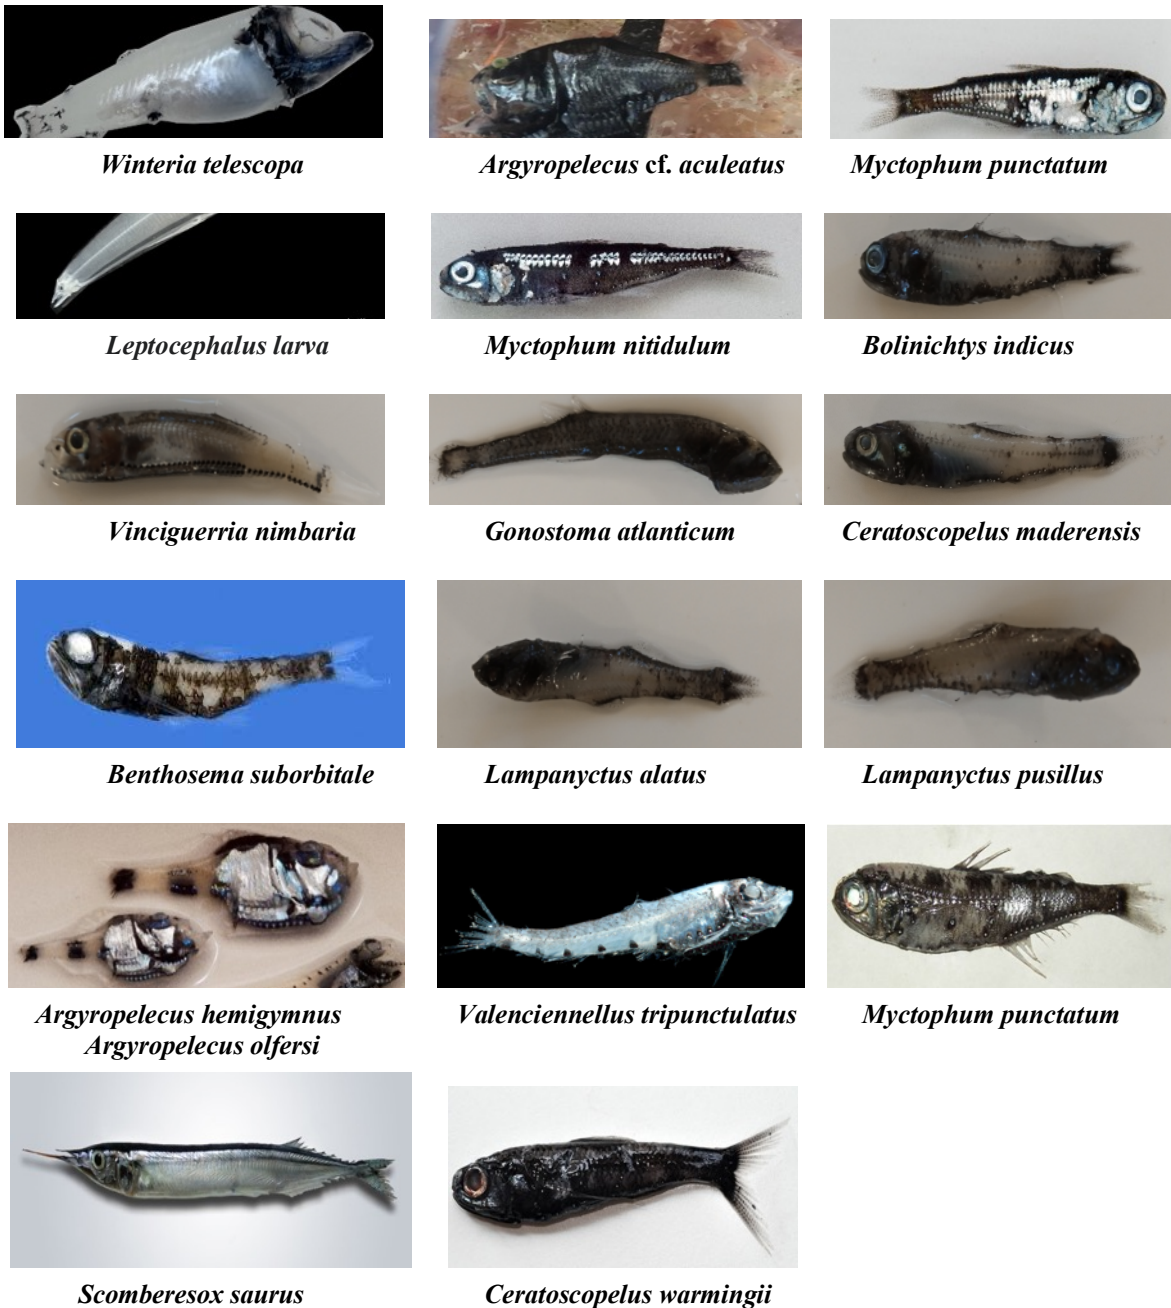 Winteria telescopa
Argyropelecus cf. aculeatus
Myctophum punctatum
Leptocephalus larva
Myctophum nitidulum
Bolinichtys indicus
Vinciguerria nimbaria
Gonostoma atlanticum
Ceratoscopelus maderensis
Benthosema suborbitale
Lampanyctus alatus
Lampanyctus pusillus
Argyropelecus hemigymnus
Argyropelecus olfersi
Valenciennellus tripunctulatus
Myctophum punctatum
Scomberesox saurus
Ceratoscopelus warmingii